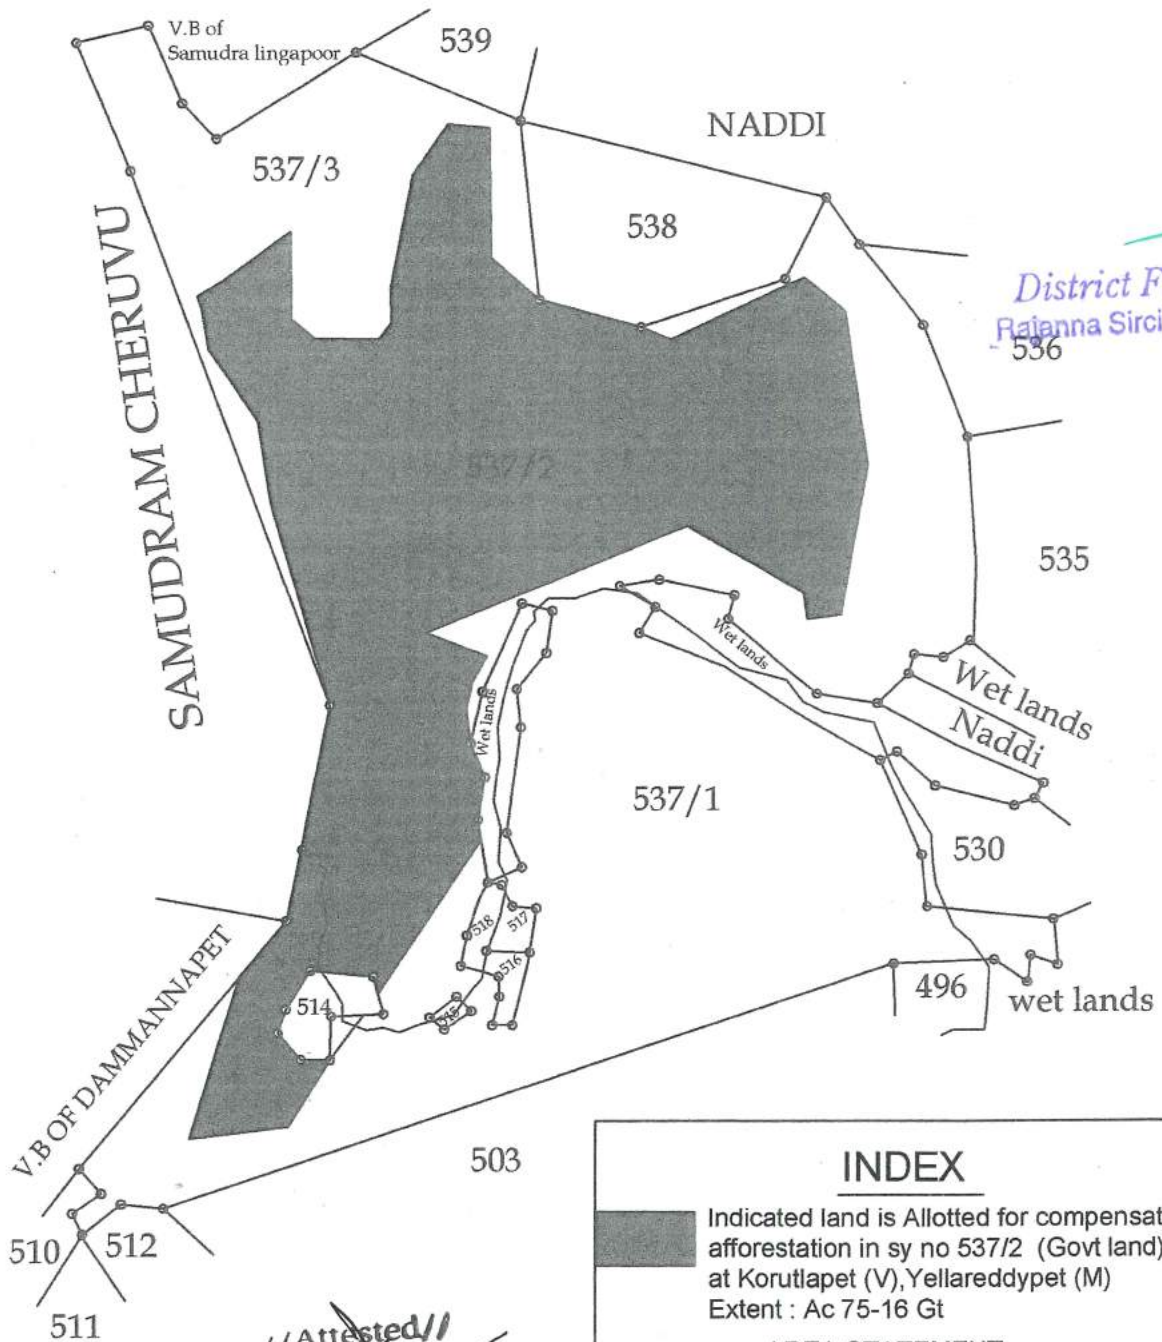 V.B of
Samudra lingapoor
539
NADDI
537/3
538
District F
Rajanna Sirci
536
SAMUDRAM CHERUVU
537/2
535
Wet lands
Wet lands
Naddi
Wet lands
537/1
530
518
517
516
496
wet lands
514
515
V.B OF DAMMANNAPET
503
510
512
511
//Attested//
INDEX
Indicated land is Allotted for compensat
afforestation in sy no 537/2 (Govt land)
at Korutlapet (V),Yellareddypet (M)
Extent : Ac 75-16 Gt
AREA STATEMENT